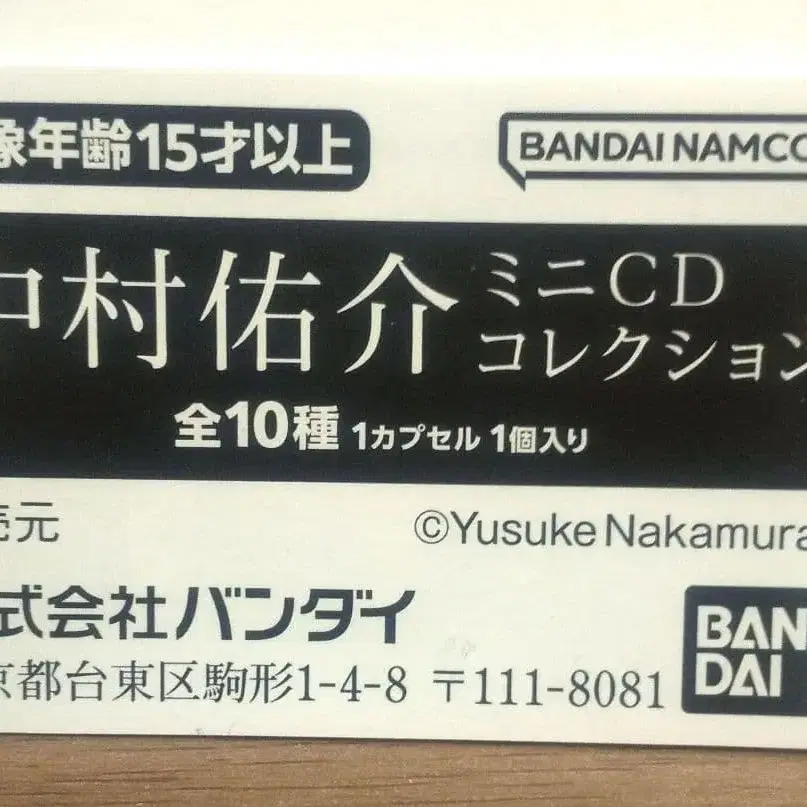 象年齢15才以上
BANDAI NAMCO
中村佑介 ミニCD
コレクション
全10種 1カプセル 1個入り
売元
©Yusuke Nakamura
式会社バンダイ
BAN
DAI
京都台東区駒形1-4-8 〒111-8081